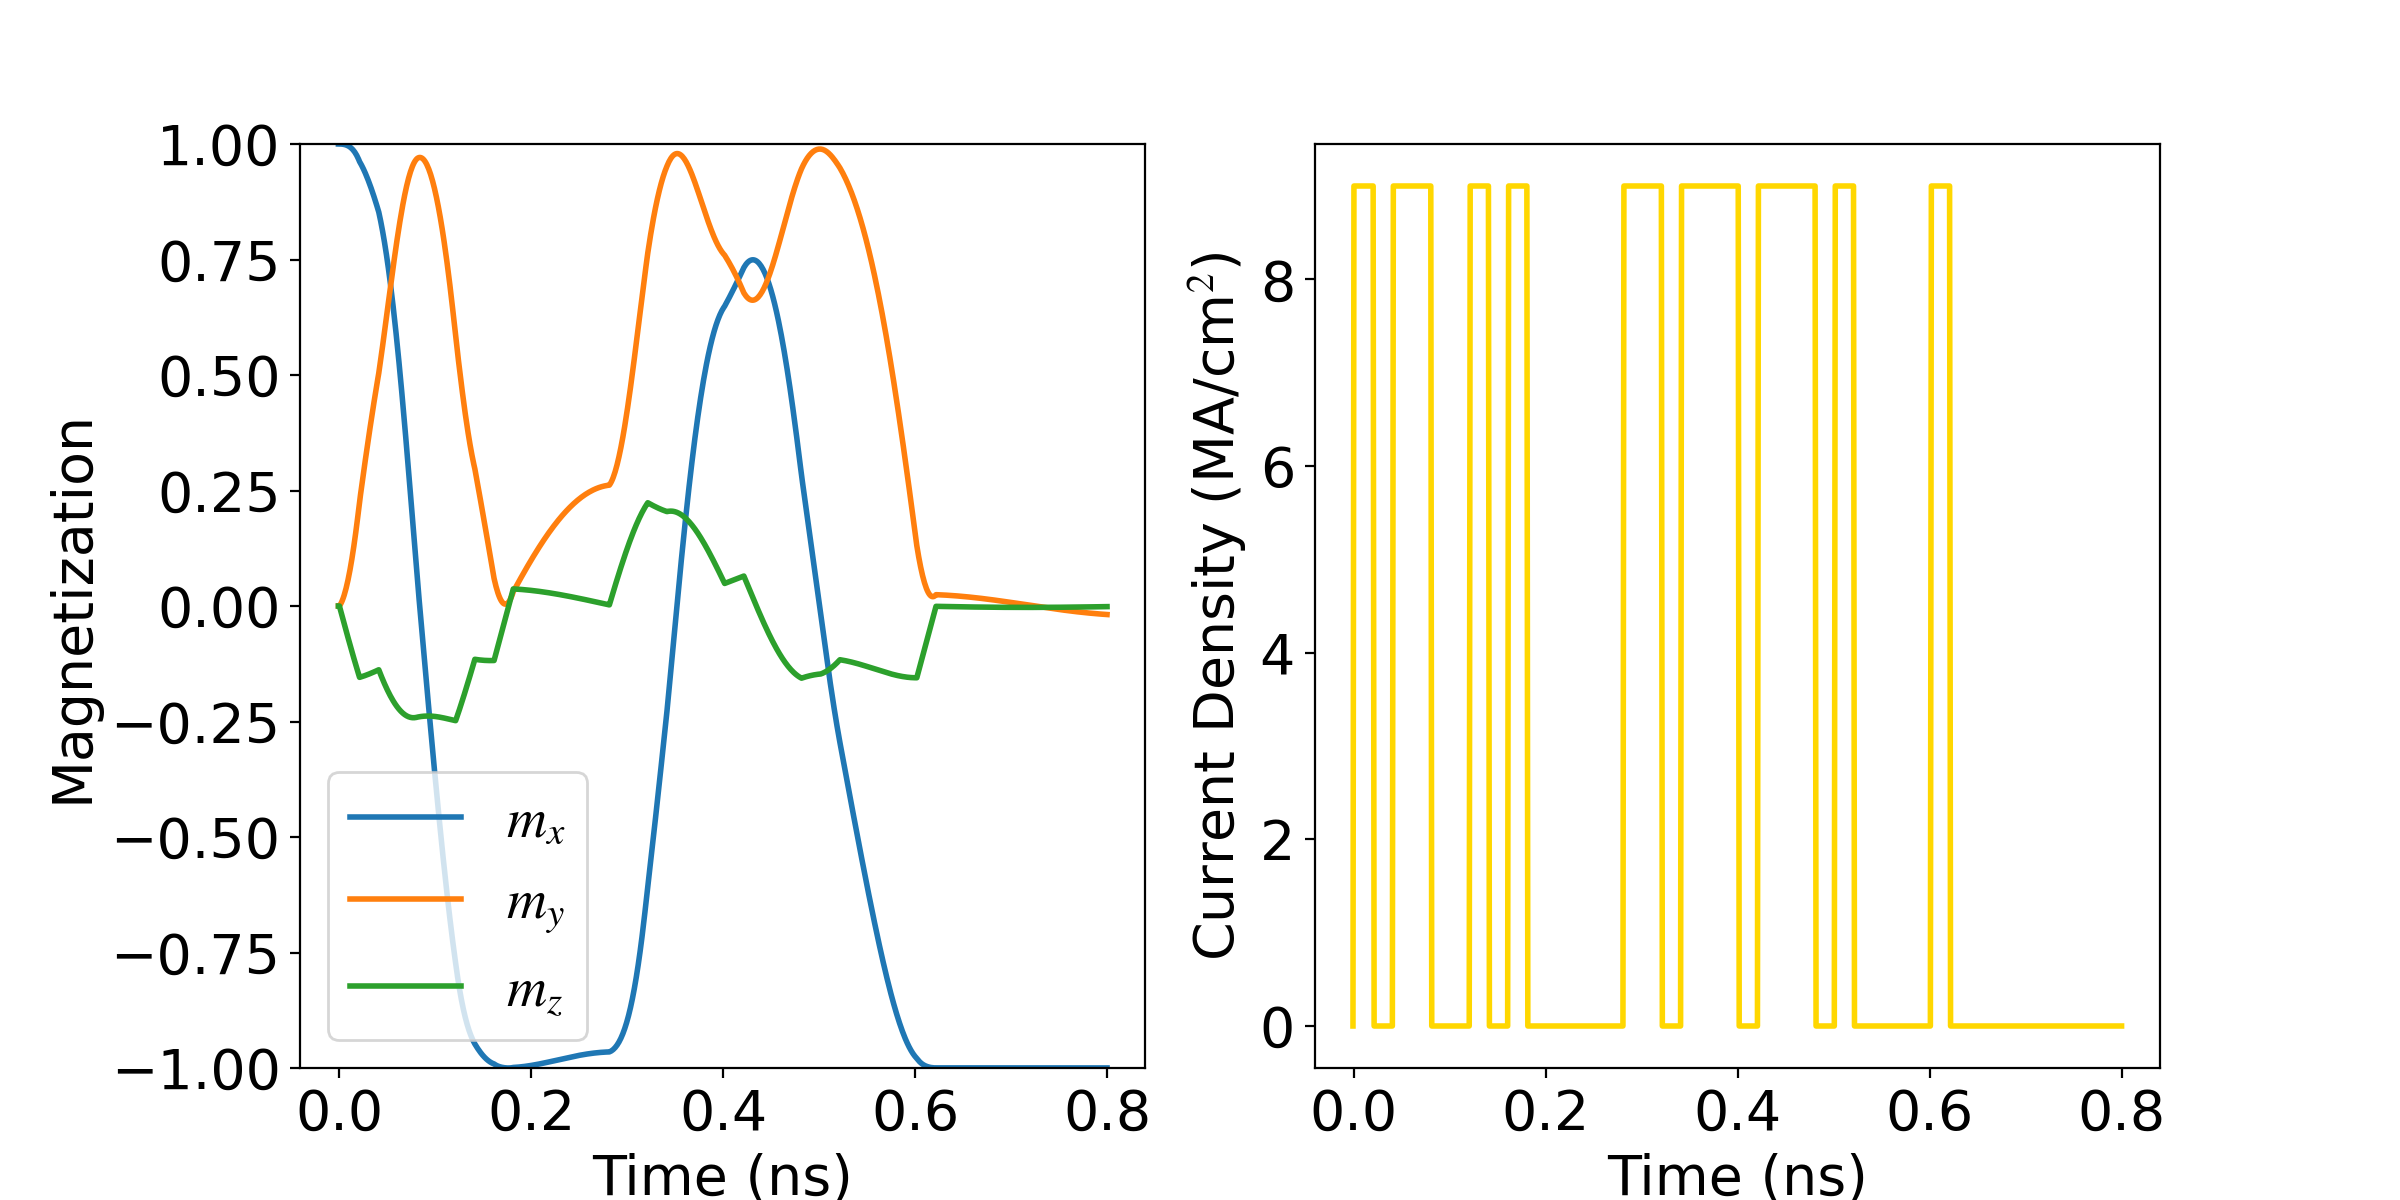 Magnetization
1.00
0.75
0.50
0.25
0.00
−0.25
−0.50
−0.75
−1.00
m_x
m_y
m_z
0.0 0.2 0.4 0.6 0.8
Time (ns)
Current Density (MA/cm²)
8
6
4
2
0
0.0 0.2 0.4 0.6 0.8
Time (ns)